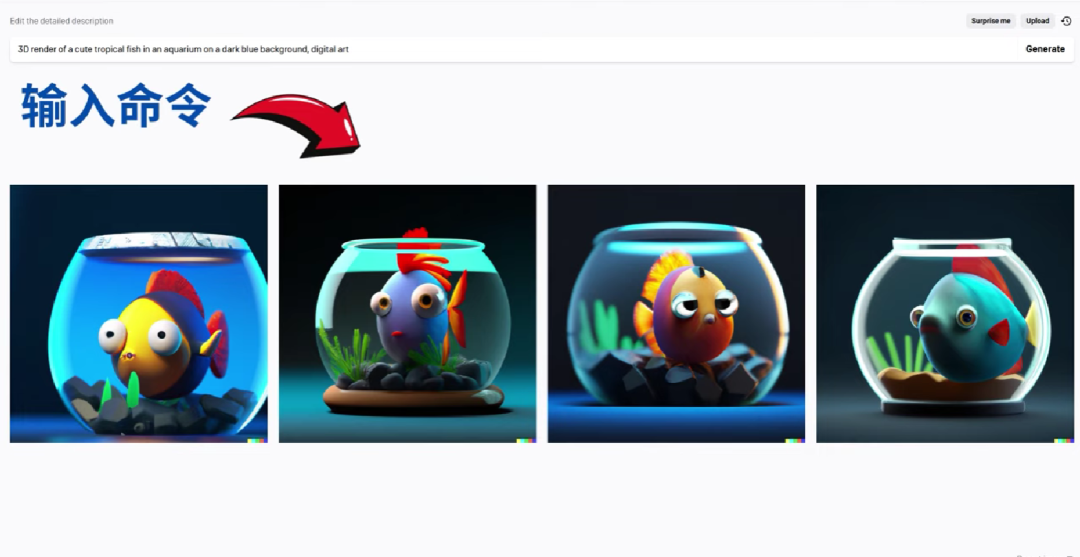 Edit the detailed description
Surprise me
Upload
3D render of a cute tropical fish in an aquarium on a dark blue background, digital art
Generate
输入命令